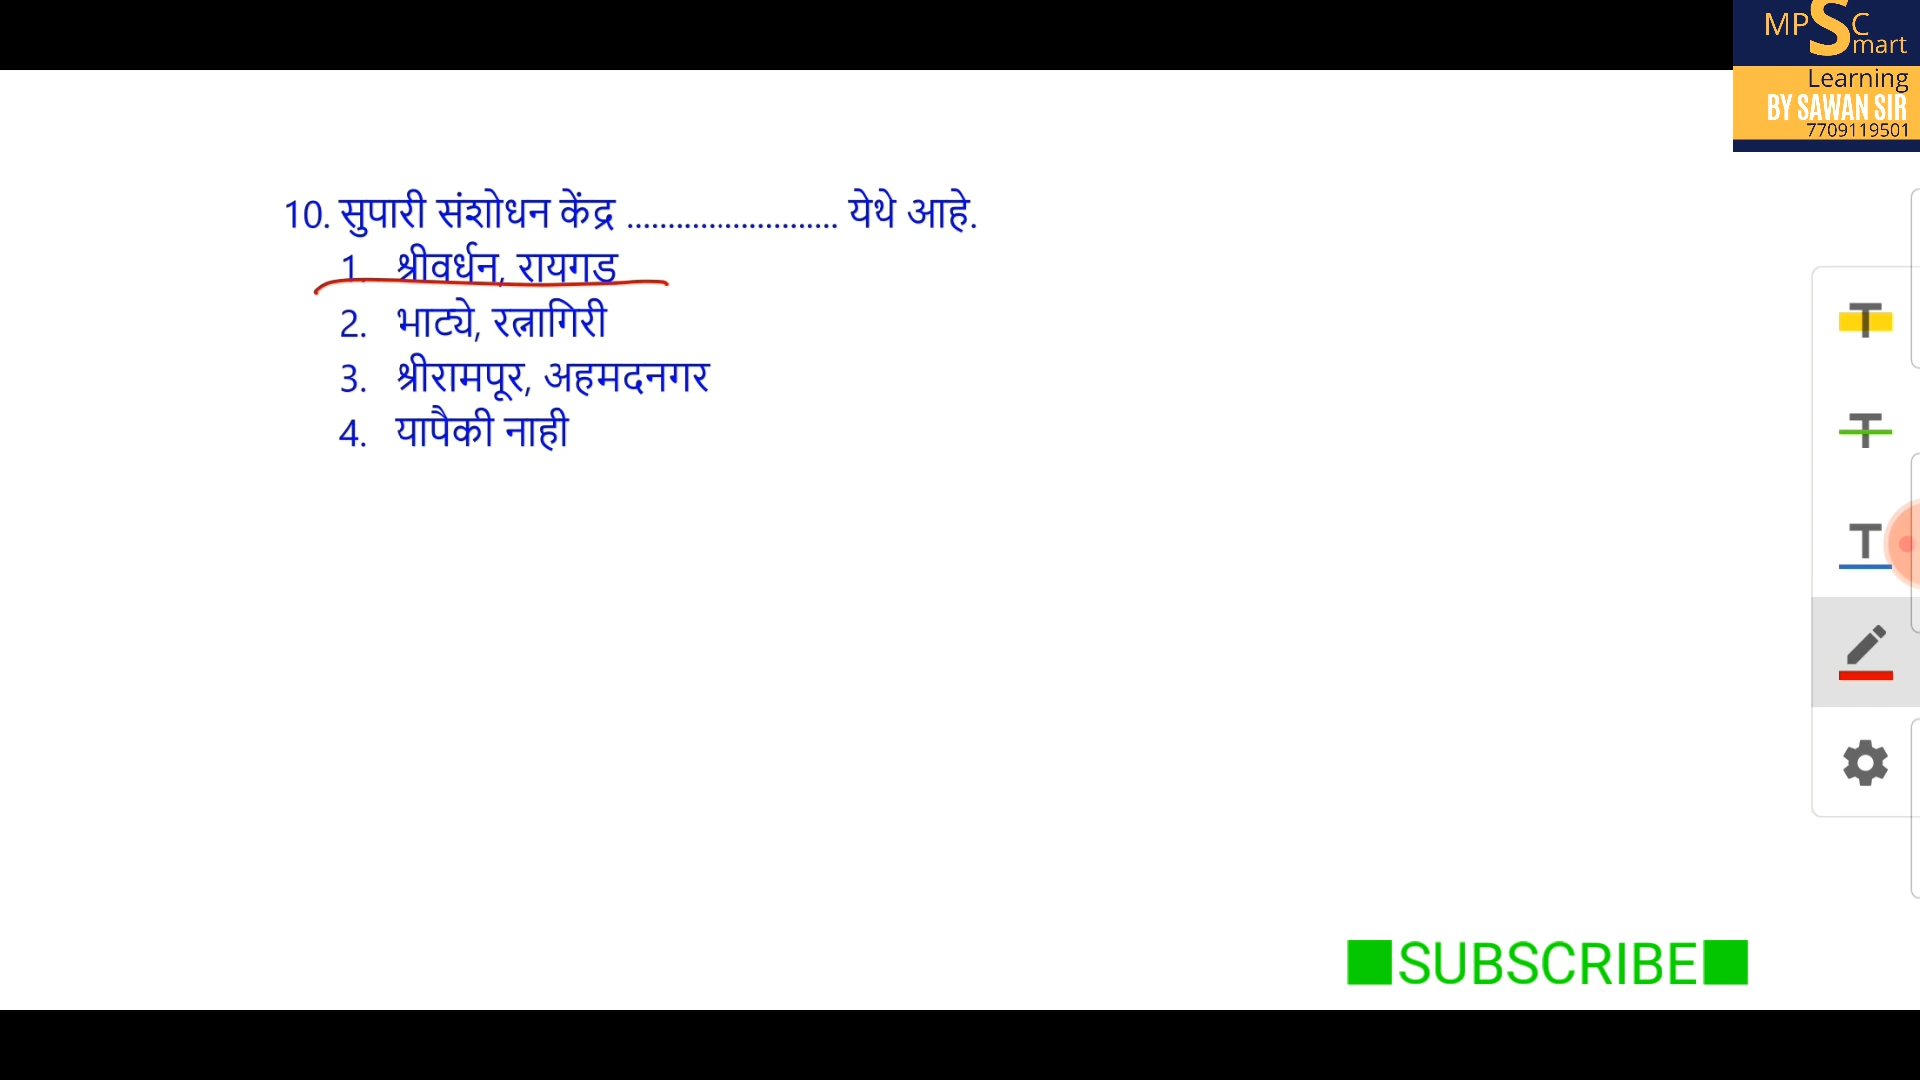 MPSC
mart
Learning
BY SAWAN SIR
7709119501
10. सुपारी संशोधन केंद्र ......................... येथे आहे.
1. श्रीवर्धन, रायगड
2. भाट्ये, रत्नागिरी
3. श्रीरामपूर, अहमदनगर
4. यापैकी नाही
SUBSCRIBE